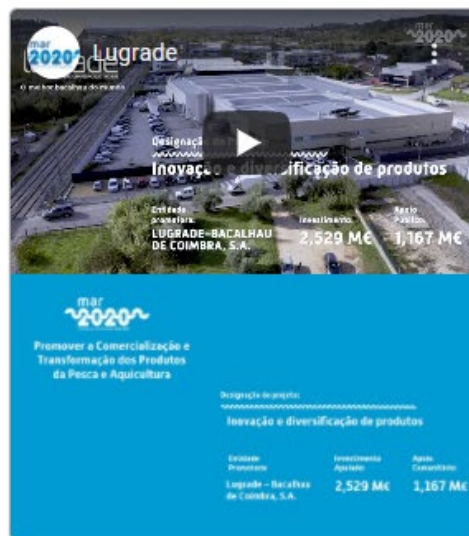 mar
2020
Lugrade
mar
2020
O melhor bacalhau do mundo
Designação do
Inovação e diversificação de produtos
Entidade
promotora:
Investimento:
Apoio
Público:
LUGRADE-BACALHAU
DE COIMBRA, S.A.
2,529 M€
1,167 M€
mar
2020
Promover a Comercialização e
Transformação dos Produtos
da Pesca e Aquicultura
Designação do projeto:
Inovação e diversificação de produtos
Entidade
Promotora
Investimento
Apoiado
Apoio
Comunitário
Lugrade – Bacalhau
de Coimbra, S.A.
2,529 M€
1,167 M€